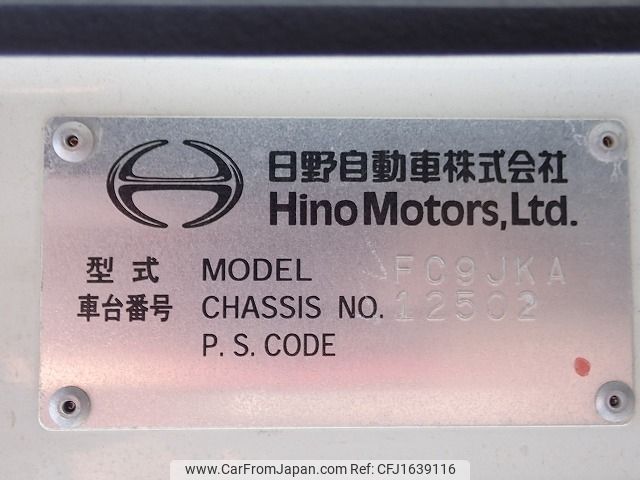 日野自動車株式会社
Hino Motors, Ltd.
型式 MODEL FC9JKA
車台番号 CHASSIS NO. 12502
P. S. CODE
www.CarFromJapan.com | Ref. No: CFJ1639116